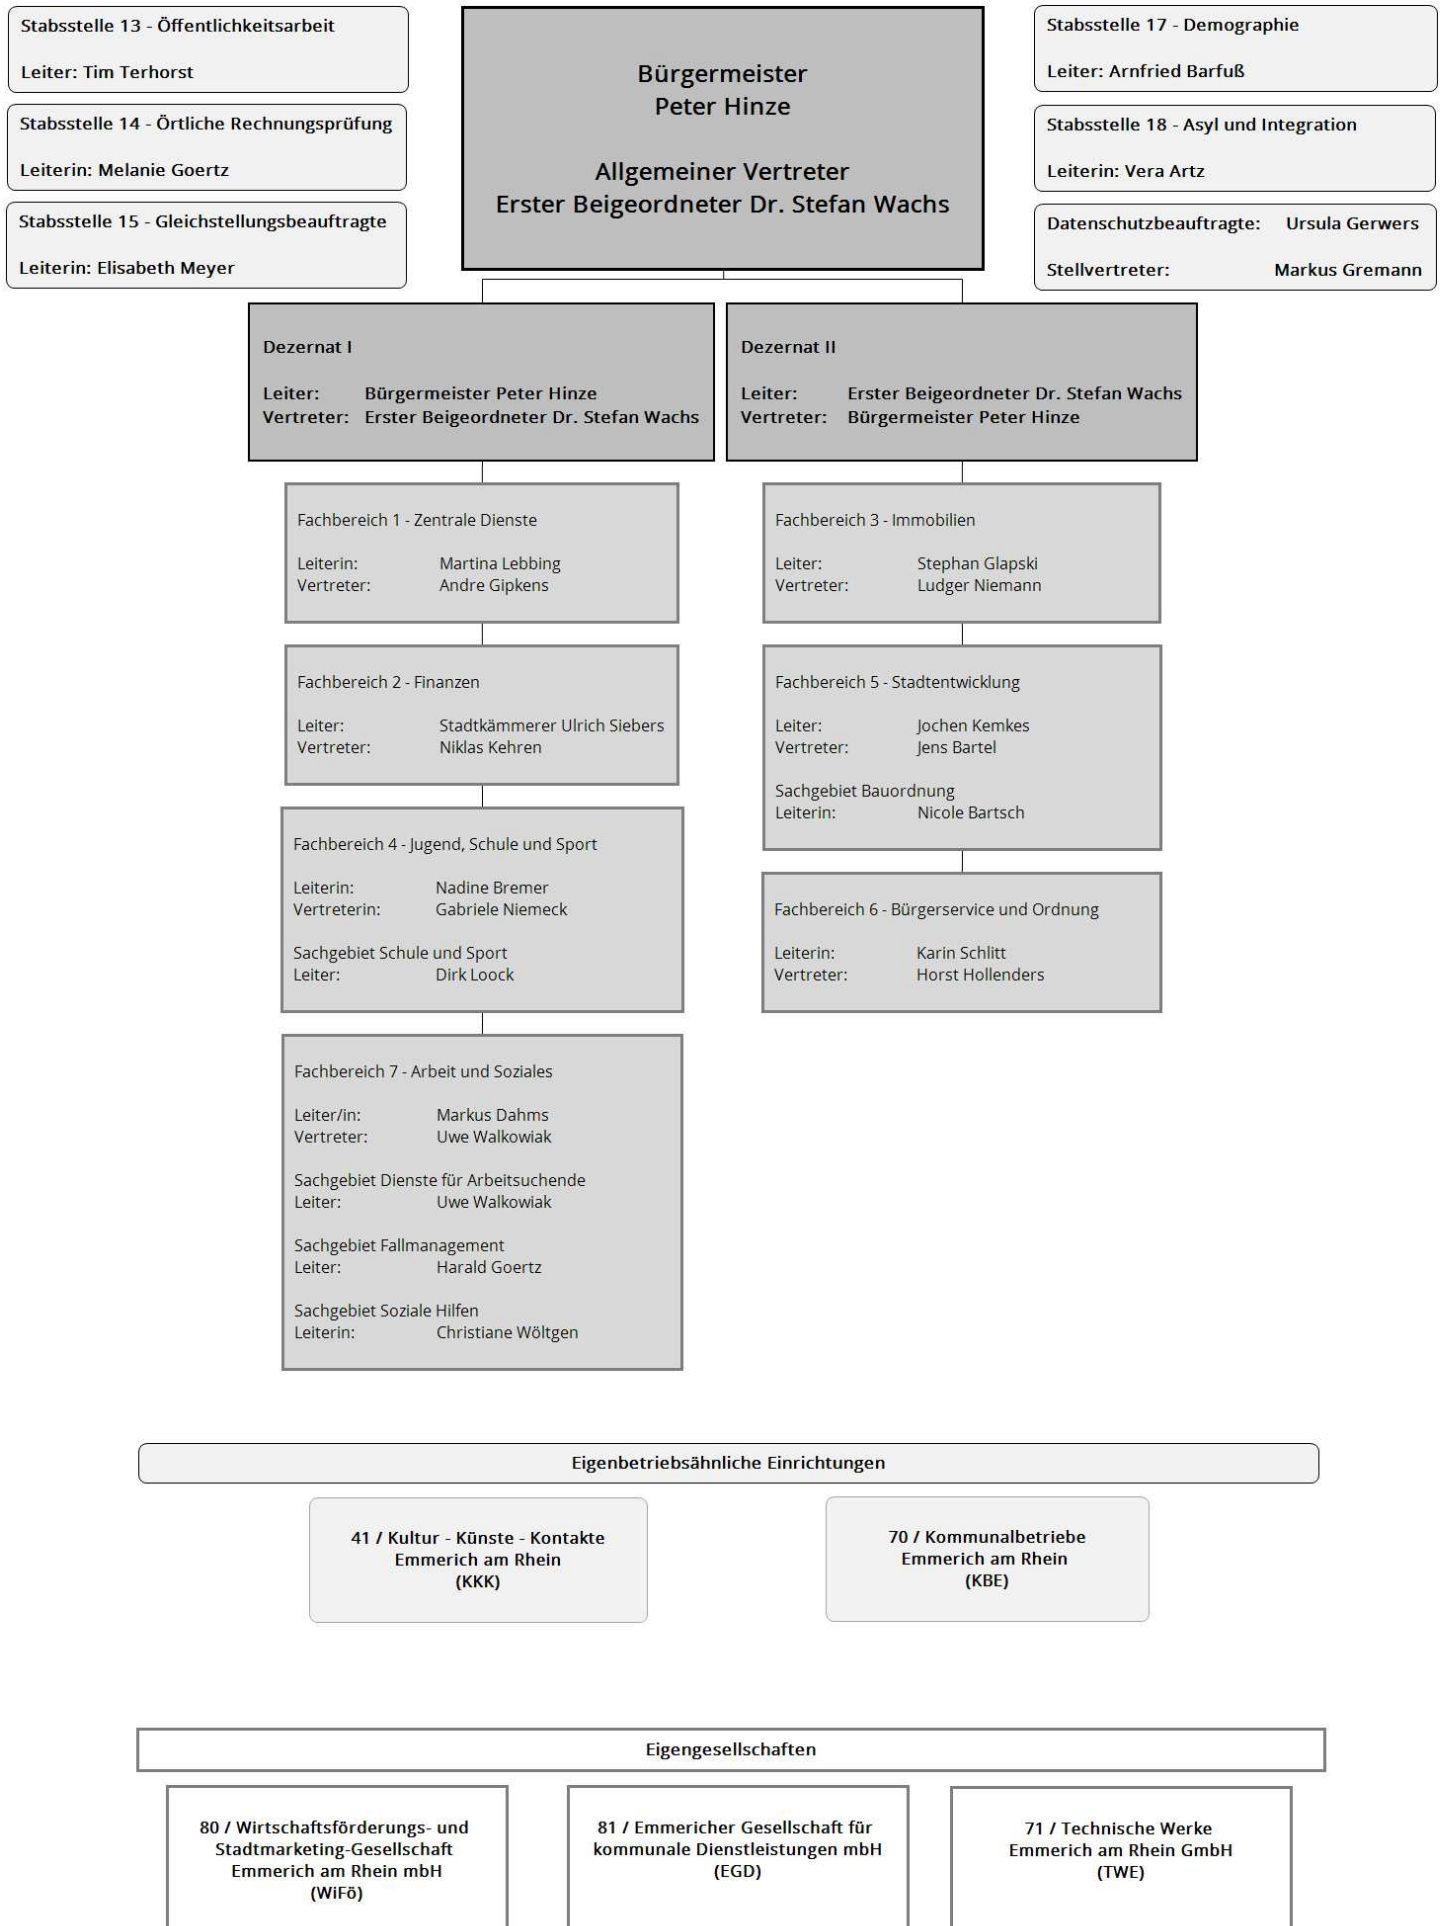 Stabsstelle 13 - Öffentlichkeitsarbeit
Leiter: Tim Terhorst
Stabsstelle 14 - Örtliche Rechnungsprüfung
Leiterin: Melanie Goertz
Stabsstelle 15 - Gleichstellungsbeauftragte
Leiterin: Elisabeth Meyer
Bürgermeister
Peter Hinze
Allgemeiner Vertreter
Erster Beigeordneter Dr. Stefan Wachs
Stabsstelle 17 - Demographie
Leiter: Arnfried Barfuß
Stabsstelle 18 - Asyl und Integration
Leiterin: Vera Artz
Datenschutzbeauftragte: Ursula Gerwers
Stellvertreter: Markus Gremann
Dezernat I
Leiter: Bürgermeister Peter Hinze
Vertreter: Erster Beigeordneter Dr. Stefan Wachs
Dezernat II
Leiter: Erster Beigeordneter Dr. Stefan Wachs
Vertreter: Bürgermeister Peter Hinze
Fachbereich 1 - Zentrale Dienste
Leiterin: Martina Lebbing
Vertreter: Andre Gipkens
Fachbereich 2 - Finanzen
Leiter: Stadtkämmerer Ulrich Siebers
Vertreter: Niklas Kehren
Fachbereich 4 - Jugend, Schule und Sport
Leiterin: Nadine Bremer
Vertreterin: Gabriele Niemeck
Sachgebiet Schule und Sport
Leiter: Dirk Loock
Fachbereich 7 - Arbeit und Soziales
Leiter/in: Markus Dahms
Vertreter: Uwe Walkowiak
Sachgebiet Dienste für Arbeitsuchende
Leiter: Uwe Walkowiak
Sachgebiet Fallmanagement
Leiter: Harald Goertz
Sachgebiet Soziale Hilfen
Leiterin: Christiane Wöltgen
Fachbereich 3 - Immobilien
Leiter: Stephan Glapski
Vertreter: Ludger Niemann
Fachbereich 5 - Stadtentwicklung
Leiter: Jochen Kemkes
Vertreter: Jens Bartel
Sachgebiet Bauordnung
Leiterin: Nicole Bartsch
Fachbereich 6 - Bürgerservice und Ordnung
Leiterin: Karin Schlitt
Vertreter: Horst Hollenders
Eigenbetriebsähnliche Einrichtungen
41 / Kultur - Künste - Kontakte
Emmerich am Rhein
(KKK)
70 / Kommunalbetriebe
Emmerich am Rhein
(KBE)
Eigengesellschaften
80 / Wirtschaftsförderungs- und
Stadtmarketing-Gesellschaft
Emmerich am Rhein mbH
(WiFö)
81 / Emmericher Gesellschaft für
kommunale Dienstleistungen mbH
(EGD)
71 / Technische Werke
Emmerich am Rhein GmbH
(TWE)